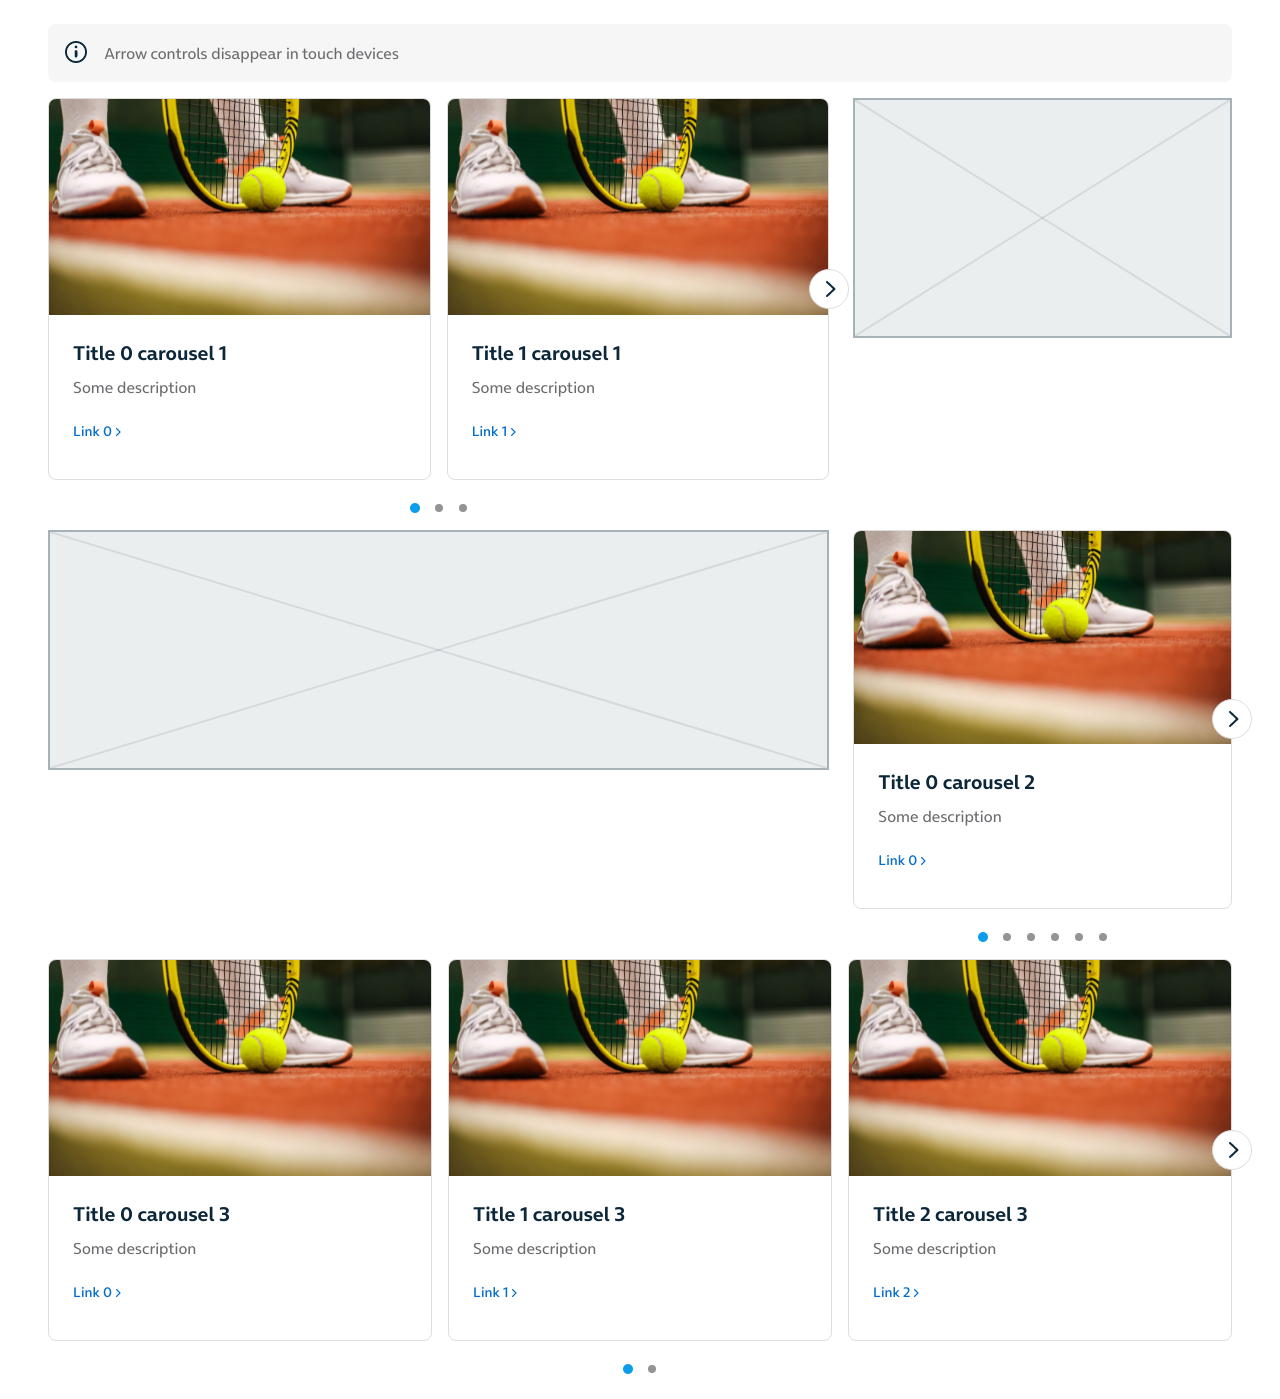 Arrow controls disappear in touch devices
Title 0 carousel 1
Some description
Link 0
Title 1 carousel 1
Some description
Link 1
Title 0 carousel 2
Some description
Link 0
Title 0 carousel 3
Some description
Link 0
Title 1 carousel 3
Some description
Link 1
Title 2 carousel 3
Some description
Link 2